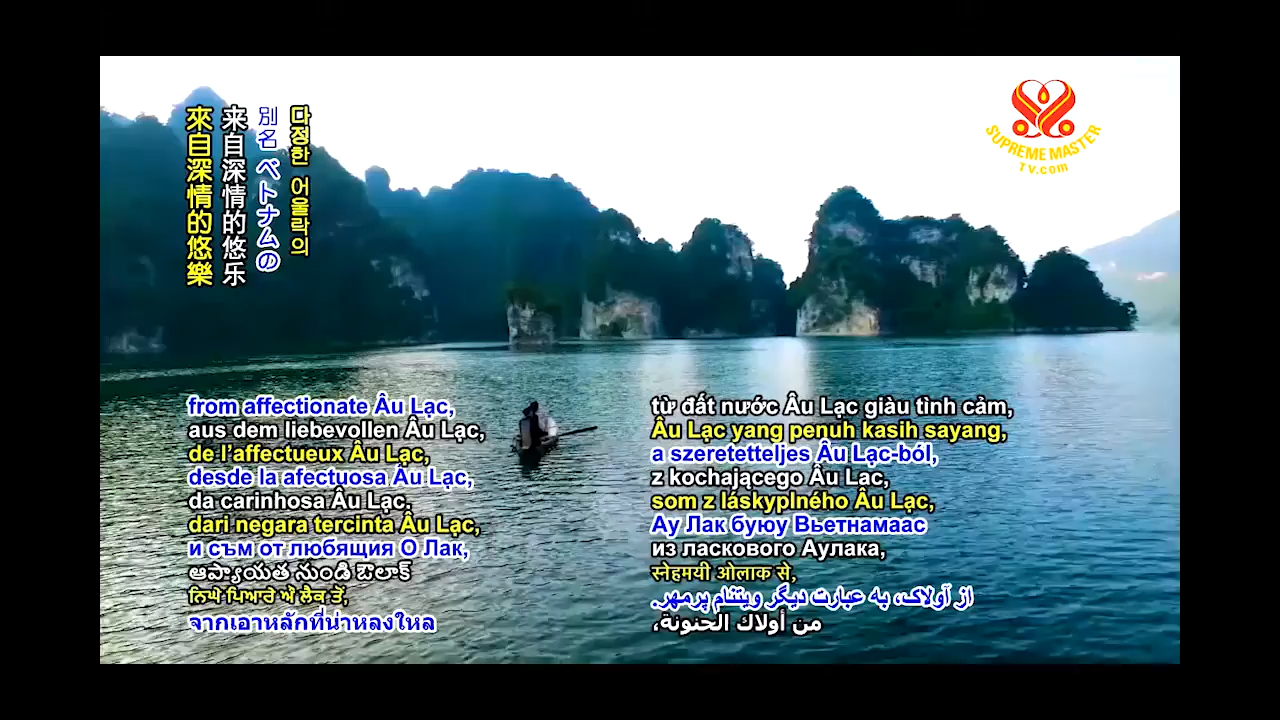 來自深情的悠樂
来自深情的悠乐
別名 ベトナムの
다정한 어울락의
SUPREME MASTER
TV.com
from affectionate Âu Lạc,
aus dem liebevollen Âu Lạc,
de l’affectueux Âu Lạc,
desde la afectuosa Âu Lạc,
da carinhosa Âu Lạc,
dari negara tercinta Âu Lạc,
и съм от любящия О Лак,
ఆప్యాయత నుండి ఔలాక్
ਨਿਘੇ ਪਿਆਰੇ ਔ ਲੈਕ ਤੋਂ,
จากเอาหลักที่น่าหลงใหล
từ đất nước Âu Lạc giàu tình cảm,
Âu Lạc yang penuh kasih sayang,
a szeretetteljes Âu Lạc-ból,
z kochającego Âu Lạc,
som z láskyplného Âu Lạc,
Ау Лак буюу Вьетнамаас
из ласкового Аулака,
स्नेहमयी ओलाक से,
از آولاک، به عبارت دیگر ویتنام پرمهر.
من أولاك الحنونة،